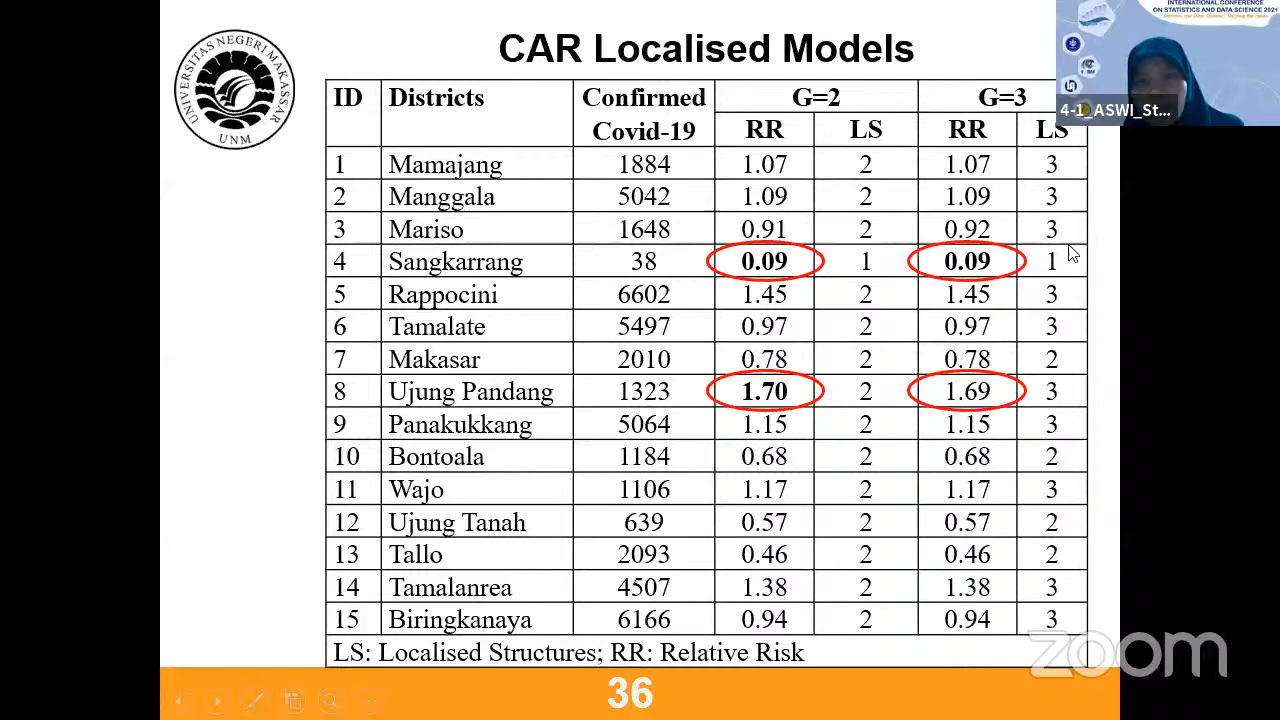 UNIVERSITAS NEGERI MAKASSAR
UNM
CAR Localised Models
INTERNATIONAL CONFERENCE
ON STATISTICS AND DATA SCIENCE 2021
4-1_ASWI_St...
ID Districts Confirmed Covid-19 G=2 G=3
RR LS RR LS
1 Mamajang 1884 1.07 2 1.07 3
2 Manggala 5042 1.09 2 1.09 3
3 Mariso 1648 0.91 2 0.92 3
4 Sangkarrang 38 0.09 1 0.09 1
5 Rappocini 6602 1.45 2 1.45 3
6 Tamalate 5497 0.97 2 0.97 3
7 Makasar 2010 0.78 2 0.78 2
8 Ujung Pandang 1323 1.70 2 1.69 3
9 Panakukkang 5064 1.15 2 1.15 3
10 Bontoala 1184 0.68 2 0.68 2
11 Wajo 1106 1.17 2 1.17 3
12 Ujung Tanah 639 0.57 2 0.57 2
13 Tallo 2093 0.46 2 0.46 2
14 Tamalanrea 4507 1.38 2 1.38 3
15 Biringkanaya 6166 0.94 2 0.94 3
LS: Localised Structures; RR: Relative Risk
zoom
36